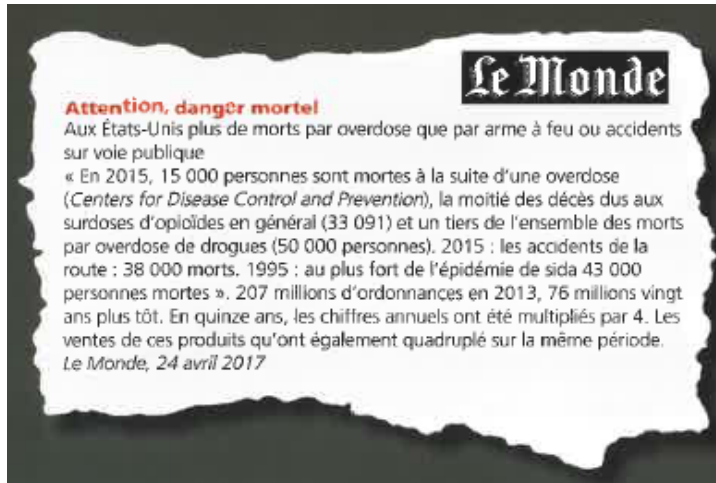 Le Monde
Attention, danger mortel
Aux États-Unis plus de morts par overdose que par arme à feu ou accidents
sur voie publique
« En 2015, 15 000 personnes sont mortes à la suite d'une overdose
(Centers for Disease Control and Prevention), la moitié des décès dus aux
surdoses d'opioïdes en général (33 091) et un tiers de l'ensemble des morts
par overdose de drogues (50 000 personnes). 2015 : les accidents de la
route : 38 000 morts. 1995 : au plus fort de l'épidémie de sida 43 000
personnes mortes ». 207 millions d'ordonnances en 2013, 76 millions vingt
ans plus tôt. En quinze ans, les chiffres annuels ont été multipliés par 4. Les
ventes de ces produits qu'ont également quadruplé sur la même période.
Le Monde, 24 avril 2017